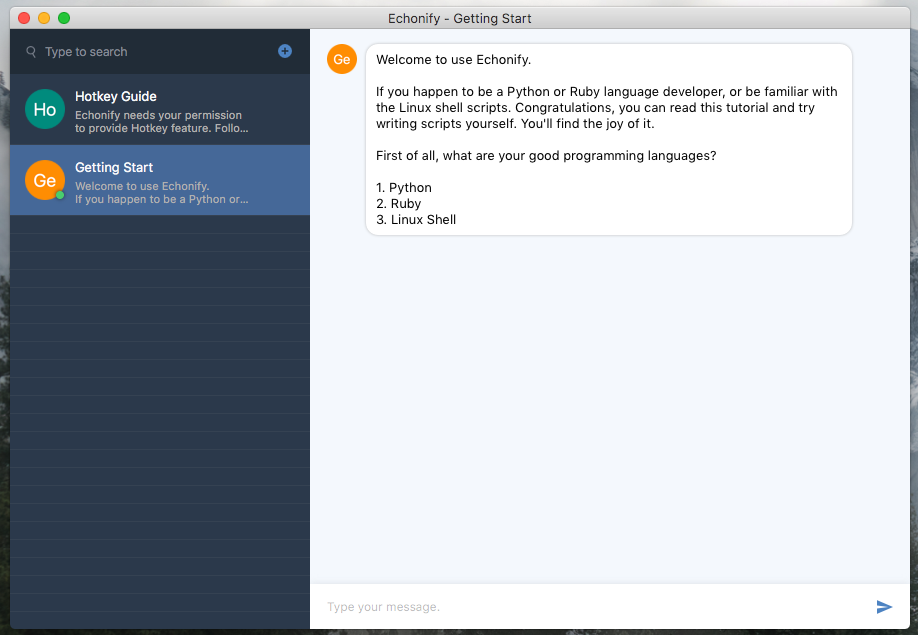 Echonify - Getting Start
Type to search
Ho
Hotkey Guide
Echonify needs your permission
to provide Hotkey feature. Follo...
Ge
Getting Start
Welcome to use Echonify.
If you happen to be a Python or...
Ge
Welcome to use Echonify.
If you happen to be a Python or Ruby language developer, or be familiar with
the Linux shell scripts. Congratulations, you can read this tutorial and try
writing scripts yourself. You'll find the joy of it.
First of all, what are your good programming languages?
1. Python
2. Ruby
3. Linux Shell
Type your message.